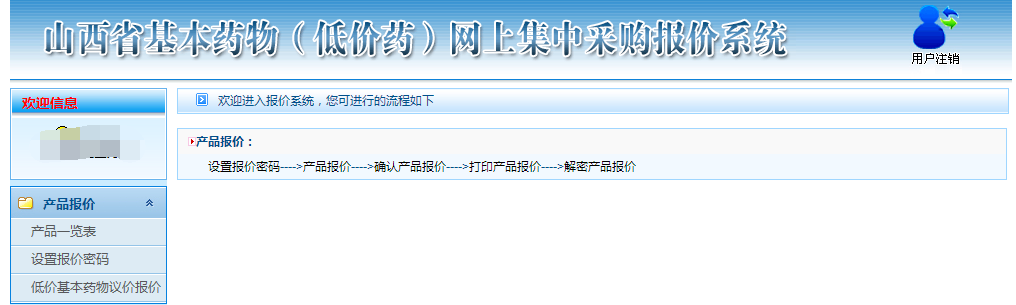 山西省基本药物（低价药）网上集中采购报价系统
用户注销
欢迎信息
欢迎进入报价系统，您可进行的流程如下
产品报价：
设置报价密码---->产品报价---->确认产品报价---->打印产品报价---->解密产品报价
产品报价
产品一览表
设置报价密码
低价基本药物议价报价